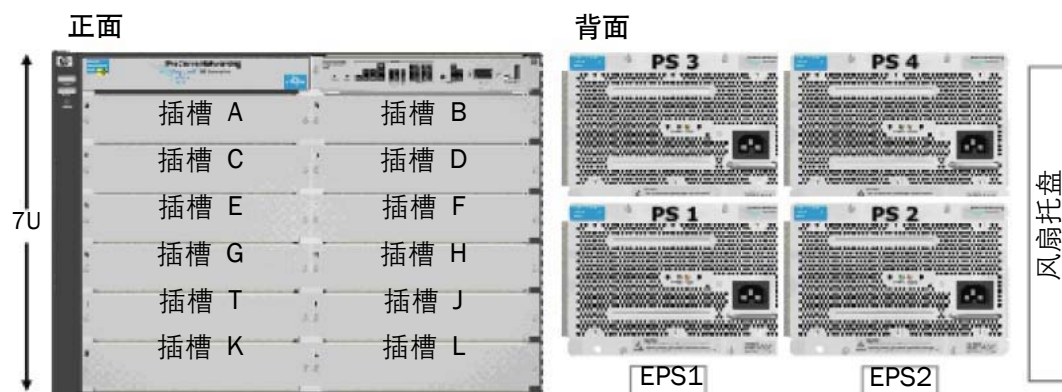 正面
背面
ProCurve Networking
插槽 A
插槽 B
插槽 C
插槽 D
插槽 E
插槽 F
插槽 G
插槽 H
插槽 T
插槽 J
插槽 K
插槽 L
7U
PS 3
PS 4
PS 1
PS 2
EPS1
EPS2
风扇托盘